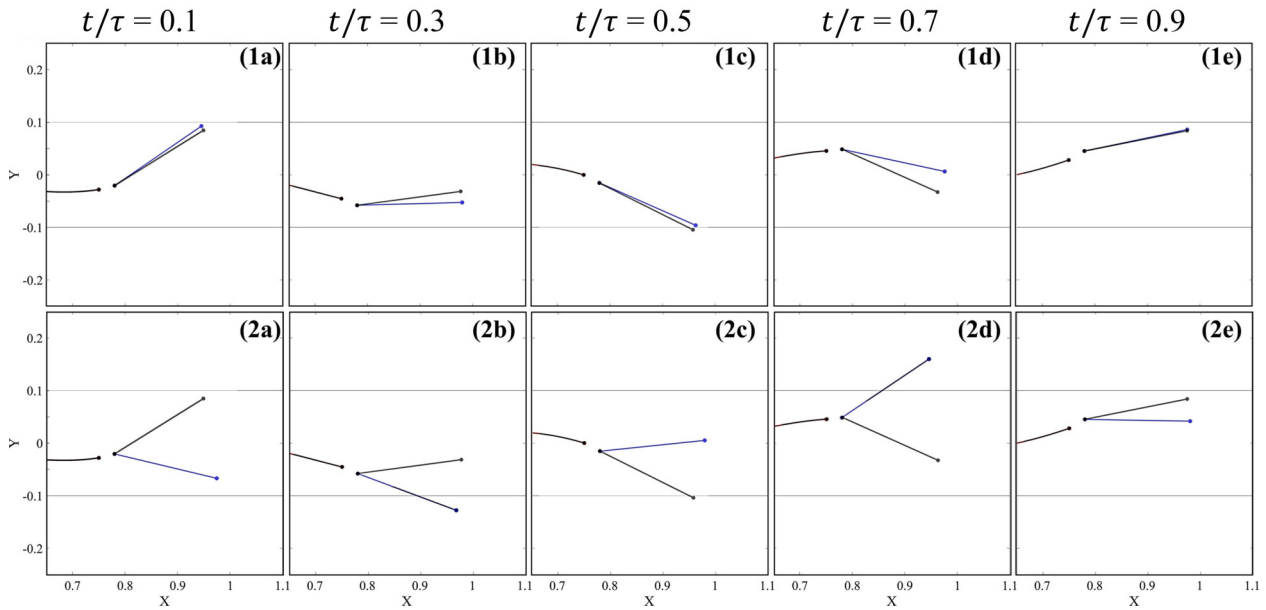 t/τ = 0.1 t/τ = 0.3 t/τ = 0.5 t/τ = 0.7 t/τ = 0.9
(1a) (1b) (1c) (1d) (1e)
0.2
0.1
Y
0
-0.1
-0.2
(2a) (2b) (2c) (2d) (2e)
0.2
0.1
Y
0
-0.1
-0.2
0.7 0.8 0.9 1 1.1 0.7 0.8 0.9 1 1.1 0.7 0.8 0.9 1 1.1 0.7 0.8 0.9 1 1.1 0.7 0.8 0.9 1 1.1
X X X X X